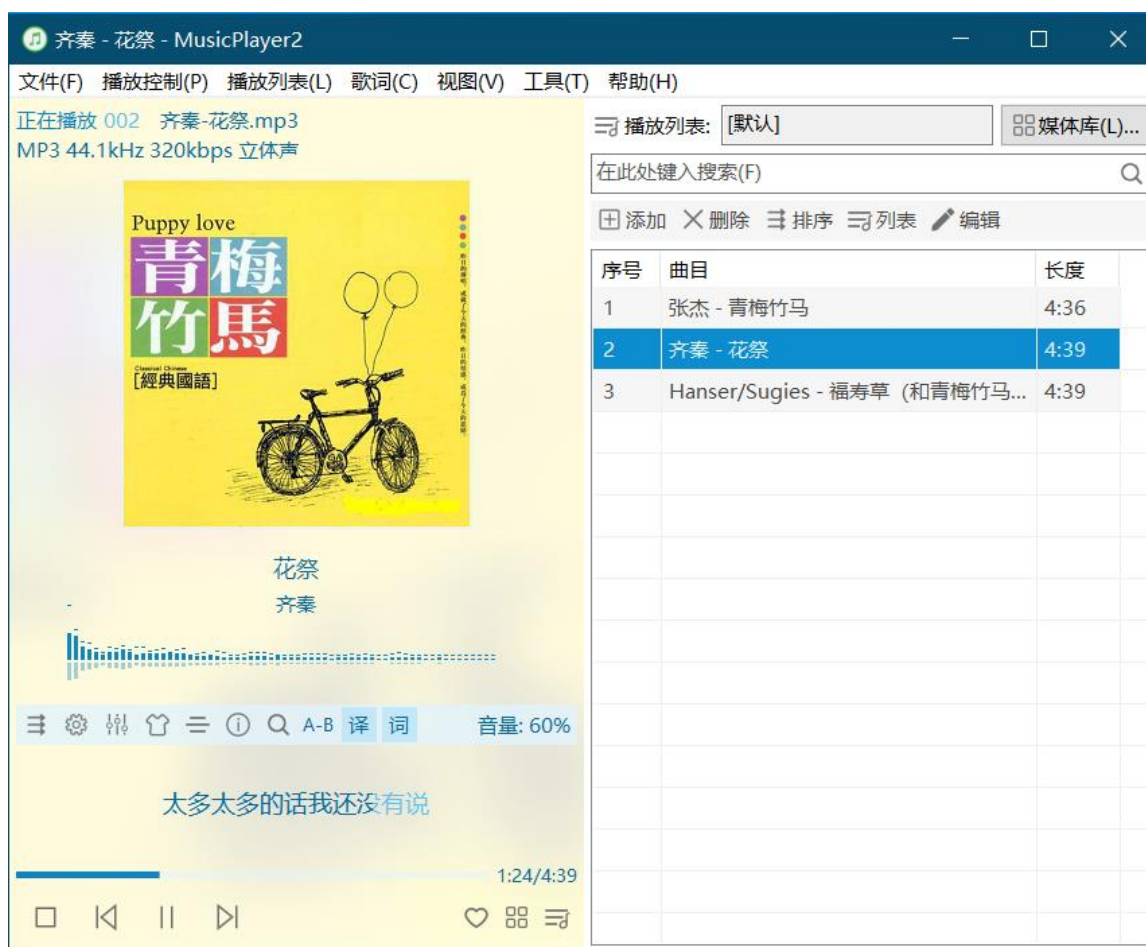 齐秦 - 花祭 - MusicPlayer2
文件(F) 播放控制(P) 播放列表(L) 歌词(C) 视图(V) 工具(T) 帮助(H)
正在播放 002 齐秦-花祭.mp3
MP3 44.1kHz 320kbps 立体声
Puppy love
青梅
竹馬
Classical Chinese
[經典國語]
花祭
-
齐秦
A-B 译 词 音量: 60%
太多太多的话我还没有说
1:24/4:39
播放列表: [默认] 媒体库(L)...
在此处键入搜索(F)
添加 删除 排序 列表 编辑
序号 曲目 长度
1 张杰 - 青梅竹马 4:36
2 齐秦 - 花祭 4:39
3 Hanser/Sugies - 福寿草（和青梅竹马... 4:39